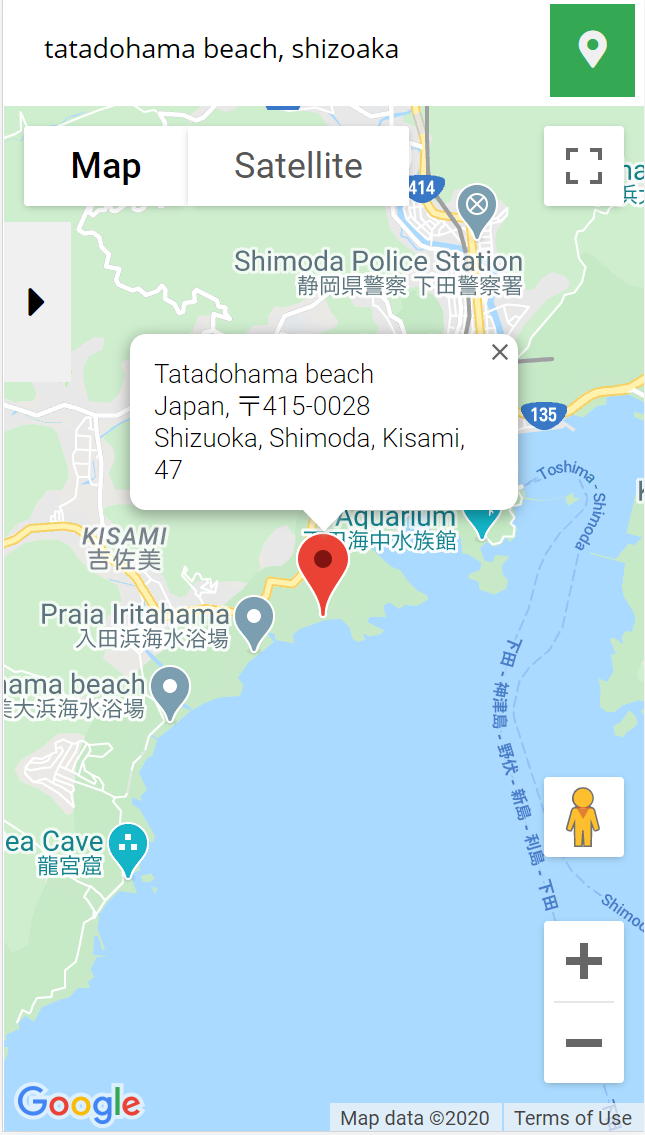 tatadohama beach, shizoaka
Map
Satellite
414
Shimoda Police Station
静岡県警察 下田警察署
Tatadohama beach
Japan, 〒415-0028
Shizuoka, Shimoda, Kisami,
47
135
Toshima - Shimoda
Aquarium
海中水族館
KISAMI
吉佐美
Praia Iritahama
入田浜海水浴場
hama beach
大浜海水浴場
下田 - 神津島 - 野伏 - 新島 - 利島 - 下田
ea Cave
龍宮窟
Shimod
Google
Map data ©2020
Terms of Use